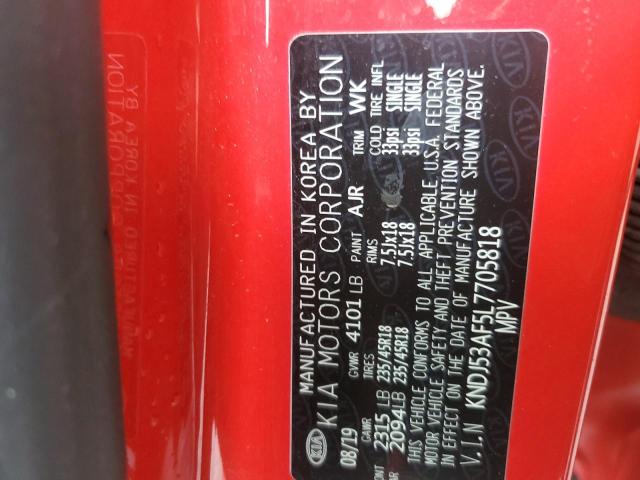 KIA
MANUFACTURED IN KOREA BY
KIA MOTORS CORPORATION
08/19 GVWR 4101 LB PAINT AJR TRIM WK
GAWR TIRES RIMS COLD TIRE INFL
FRONT 2315 LB 235/45R18 7.5Jx18 33psi SINGLE
REAR 2094LB 235/45R18 7.5Jx18 33psi SINGLE
THIS VEHICLE CONFORMS TO ALL APPLICABLE U.S.A. FEDERAL
MOTOR VEHICLE SAFETY AND THEFT PREVENTION STANDARDS
IN EFFECT ON THE DATE OF MANUFACTURE SHOWN ABOVE.
V.I.N KNDJ53AF5L7705818
MPV